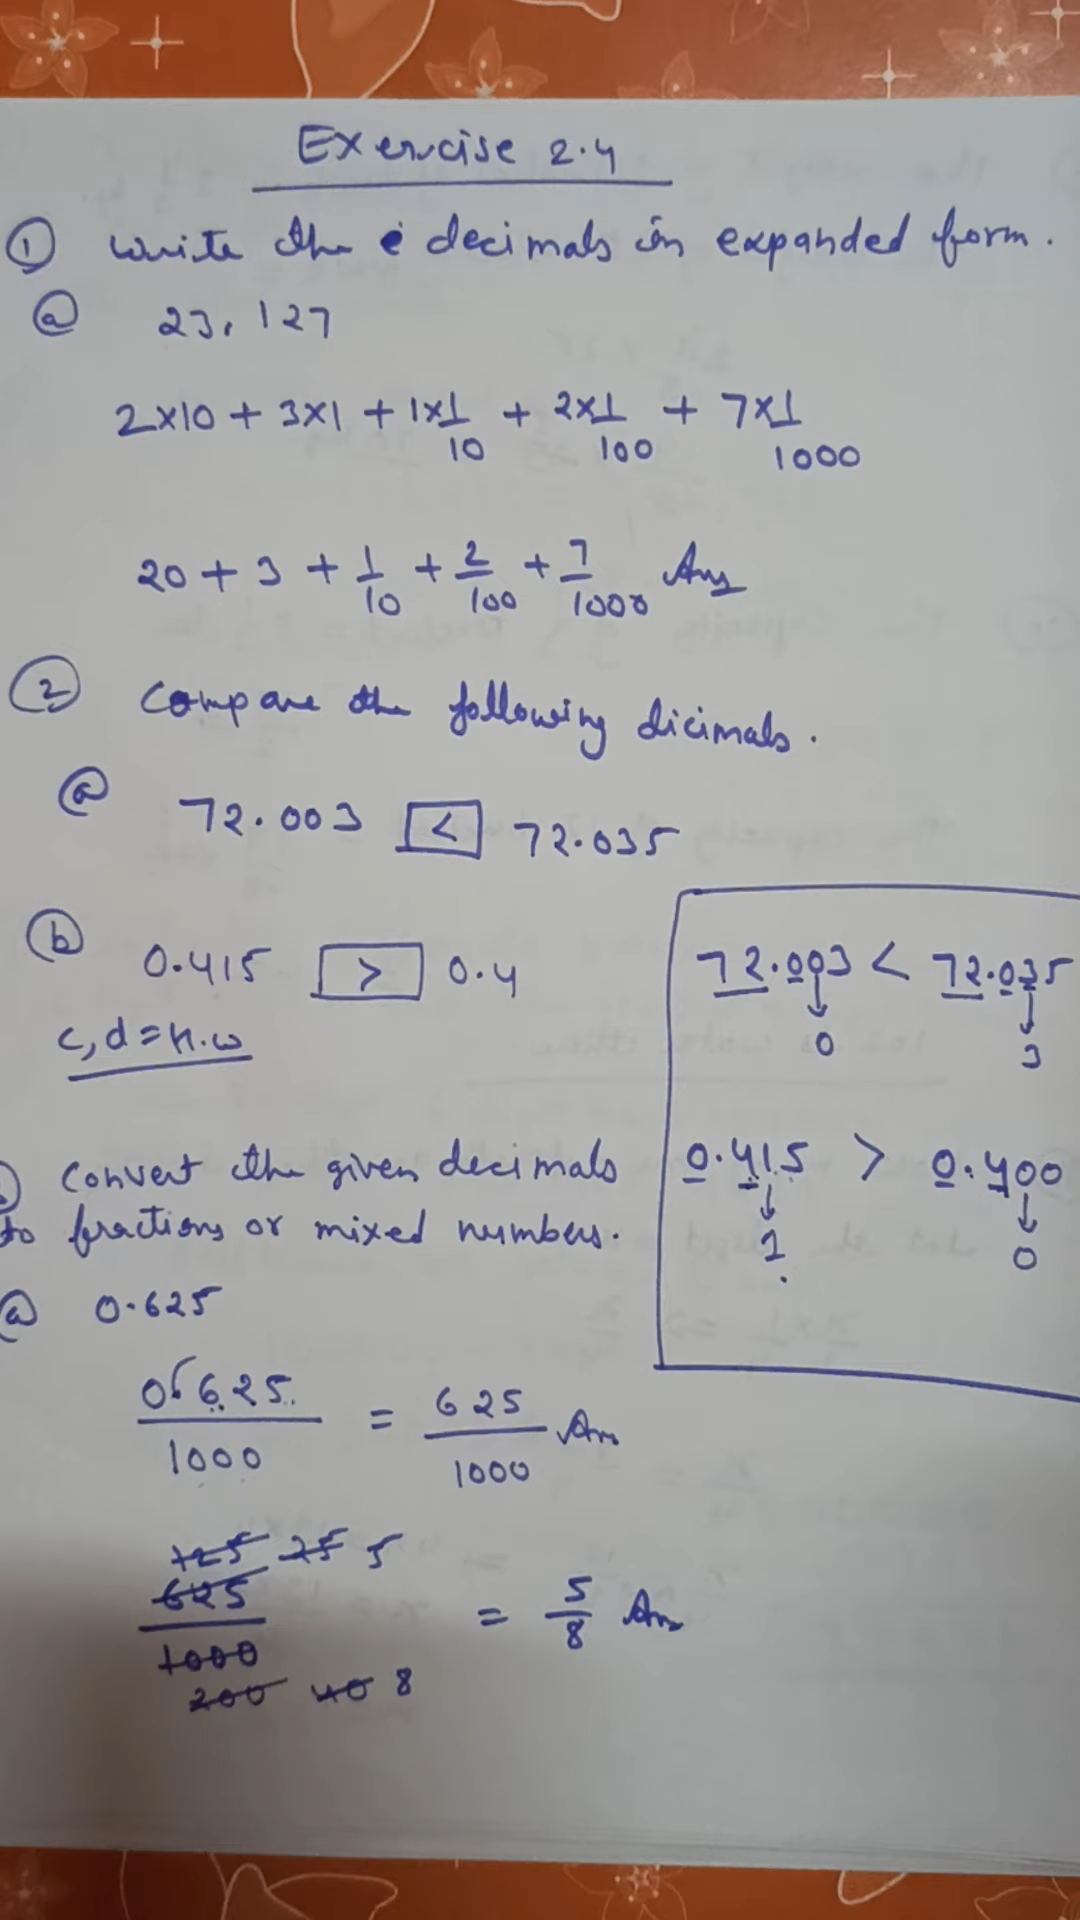 Exercise 2.4
① write the decimals in expanded form.
ⓐ 23.127
2×10 + 3×1 + 1×1/10 + 2×1/100 + 7×1/1000
20 + 3 + 1/10 + 2/100 + 7/1000 Ans
② Compare the following dicimals.
ⓐ 72.003 < 72.035
ⓑ 0.415 > 0.4
c, d = H.W
72.003 < 72.035
0 3
0.415 > 0.400
1 0
Convert the given decimals
to fractions or mixed numbers.
ⓐ 0.625
0.625/1000 = 625/1000 Ans
125 25 5
625/1000 = 5/8 Ans
200 40 8